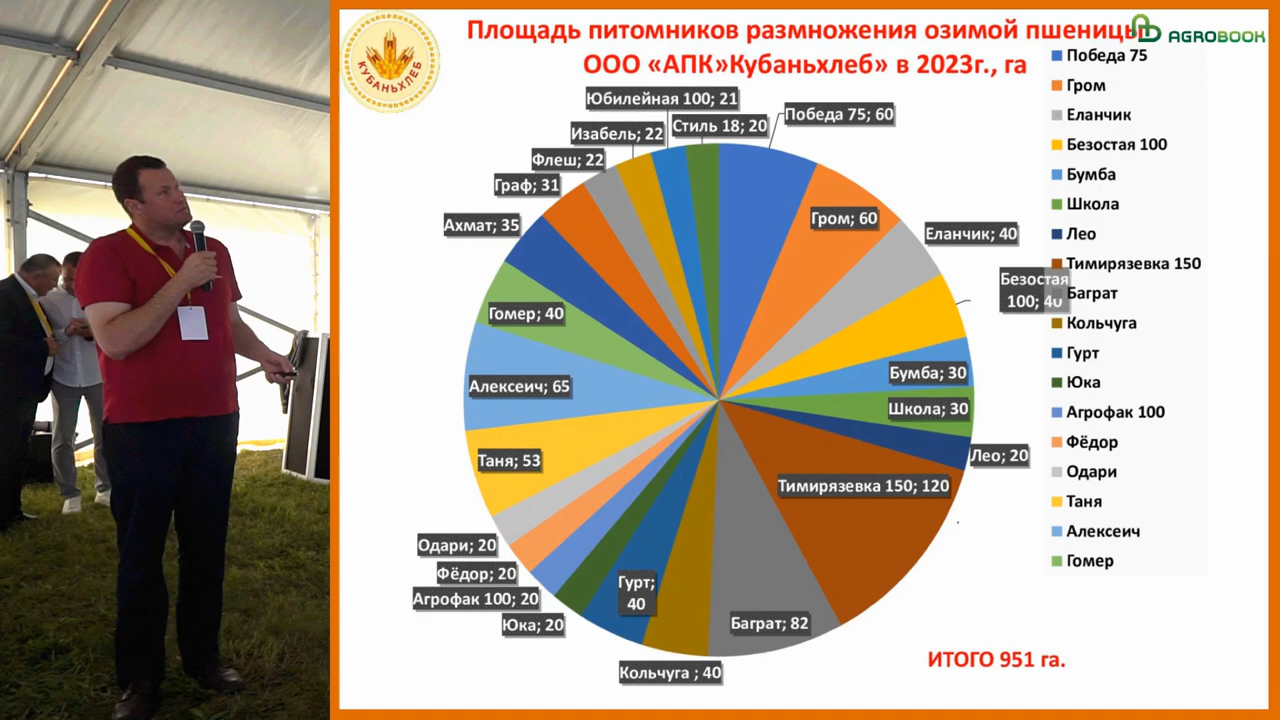 Площадь питомников размножения озимой пшеницы
ООО «АПК»Кубаньхлеб» в 2023г., га
AGROBOOK
КУБАНЬХЛЕБ
Юбилейная 100; 21
Стиль 18; 20
Победа 75; 60
Изабель; 22
Флеш; 22
Граф; 31
Ахмат; 35
Гром; 60
Еланчик; 40
Безостая
100; 40
Гомер; 40
Бумба; 30
Алексеич; 65
Школа; 30
Таня; 53
Лео; 20
Тимирязевка 150; 120
Одари; 20
Фёдор; 20
Агрофак 100; 20
Юка; 20
Гурт;
40
Баграт; 82
Кольчуга ; 40
Победа 75
Гром
Еланчик
Безостая 100
Бумба
Школа
Лео
Тимирязевка 150
Баграт
Кольчуга
Гурт
Юка
Агрофак 100
Фёдор
Одари
Таня
Алексеич
Гомер
ИТОГО 951 га.